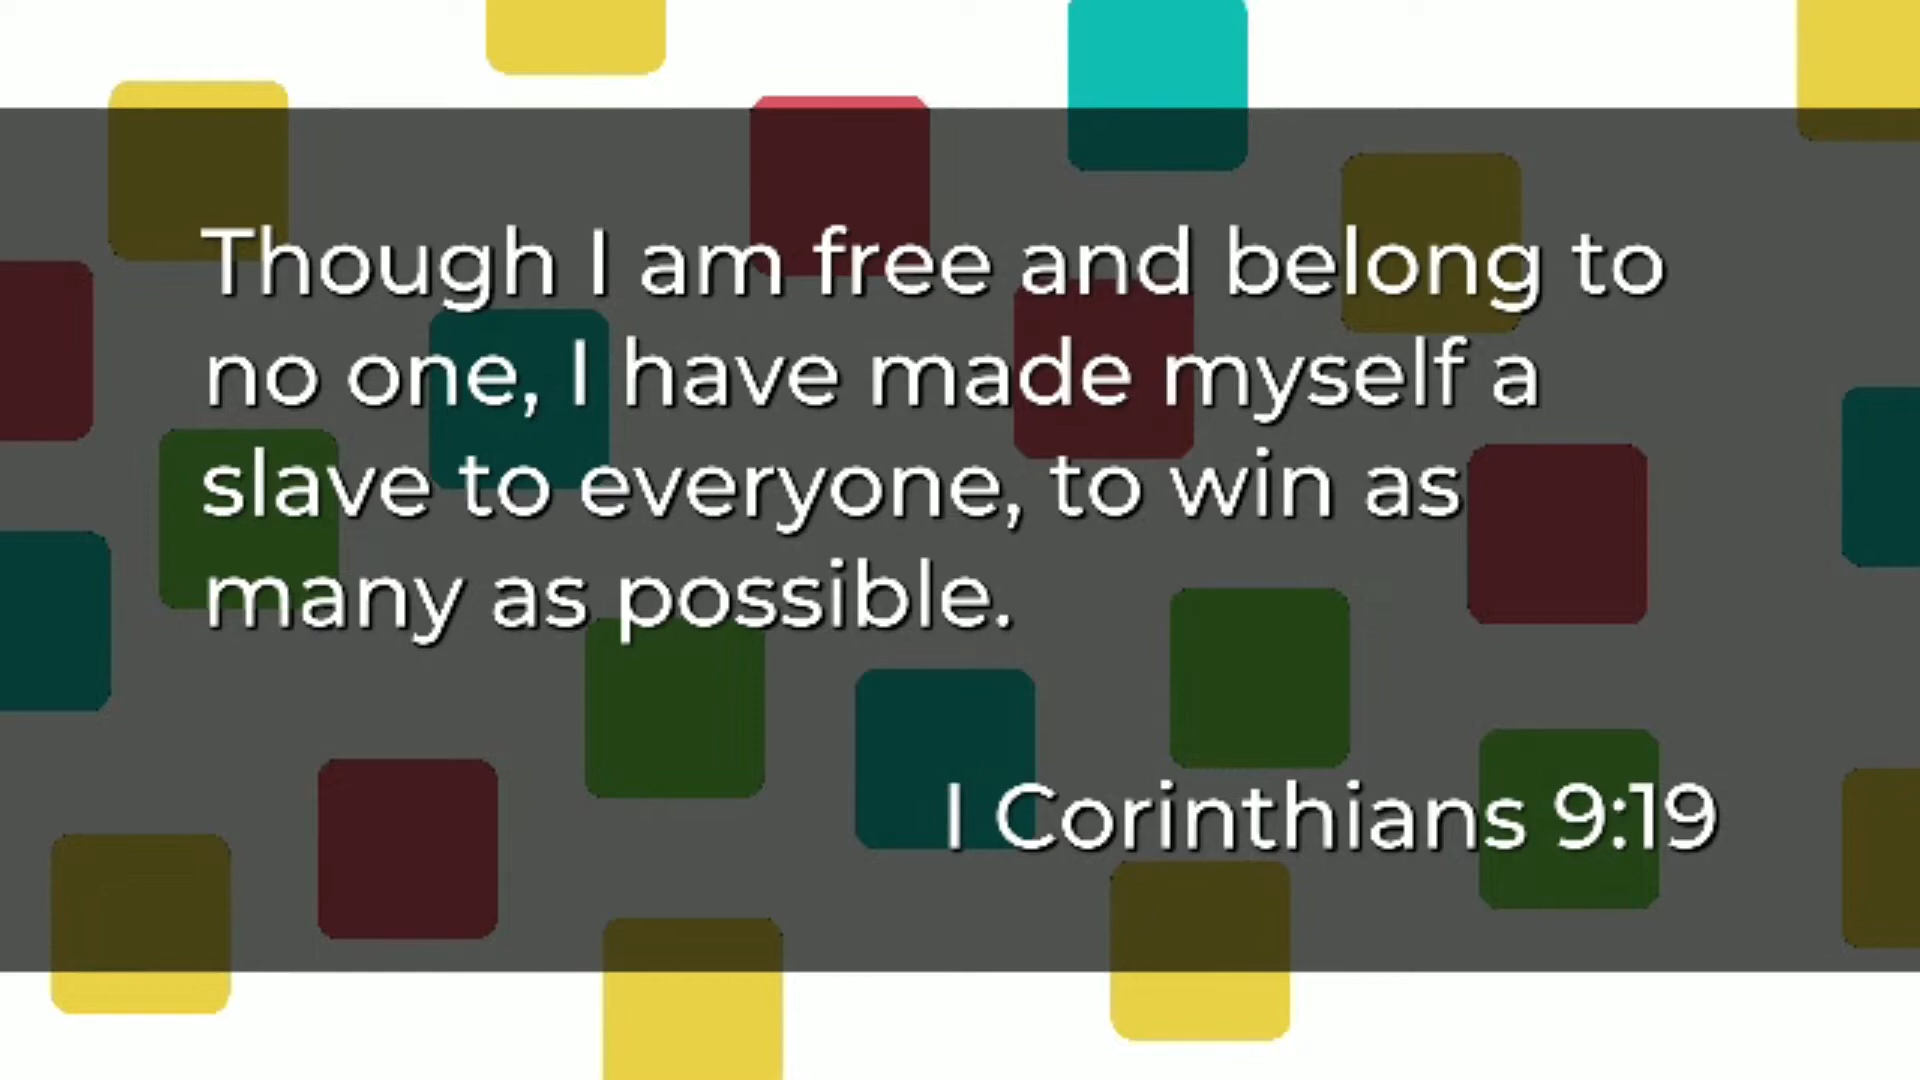 Though I am free and belong to
no one, I have made myself a
slave to everyone, to win as
many as possible.
I Corinthians 9:19